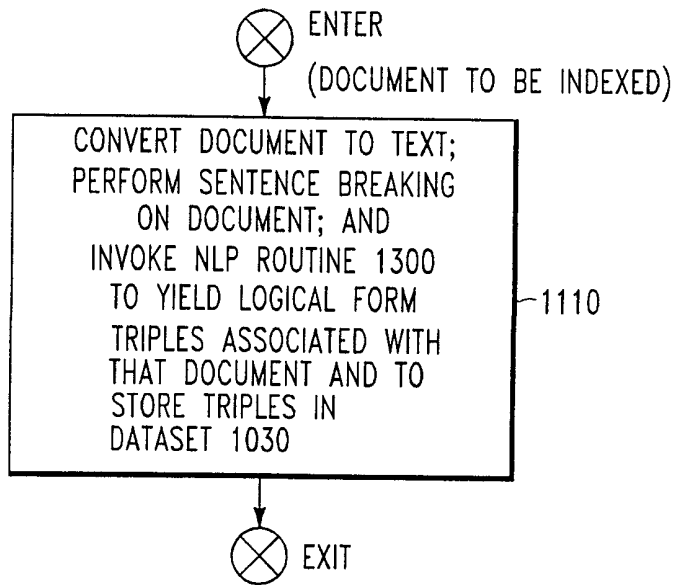 ENTER
(DOCUMENT TO BE INDEXED)
CONVERT DOCUMENT TO TEXT;
PERFORM SENTENCE BREAKING
ON DOCUMENT; AND
INVOKE NLP ROUTINE 1300
TO YIELD LOGICAL FORM
TRIPLES ASSOCIATED WITH
THAT DOCUMENT AND TO
STORE TRIPLES IN
DATASET 1030
1110
EXIT